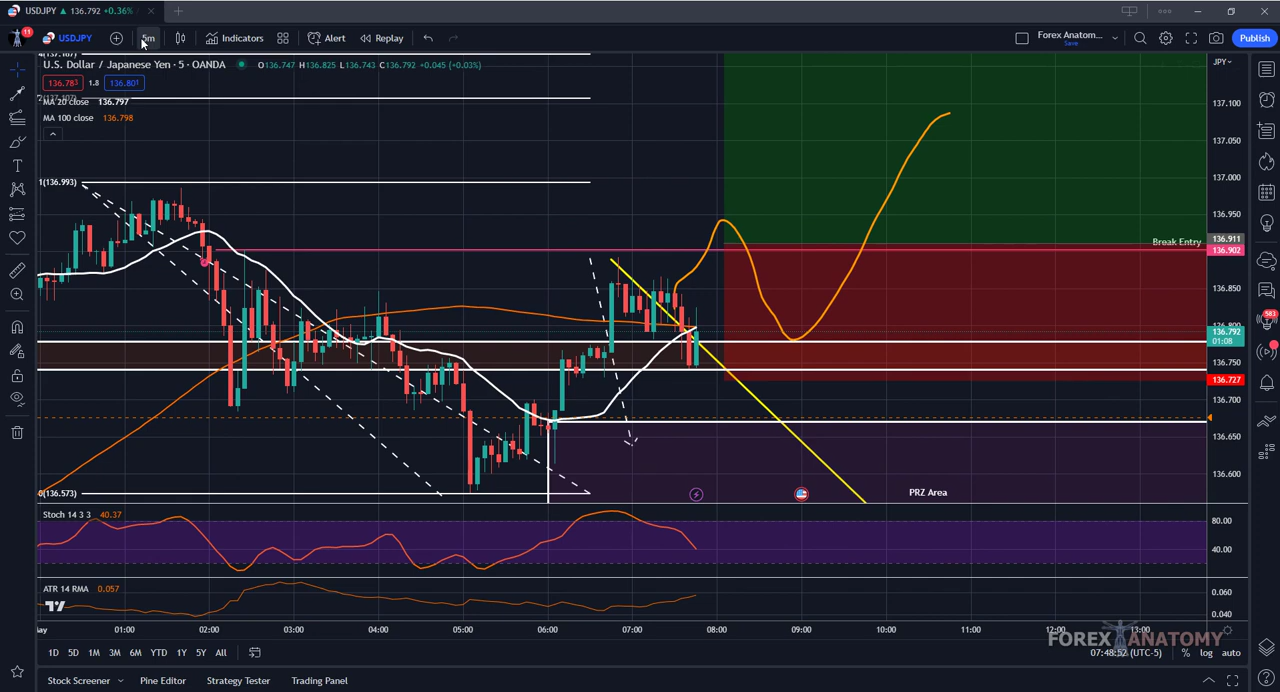 USDJPY ▲ 136.792 +0.36%
11
USDJPY
5m
Indicators
Alert
Replay
Forex Anatom...
Save
Publish
U.S. Dollar / Japanese Yen · 5 · OANDA
O136.747 H136.825 L136.743 C136.792 +0.045 (+0.03%)
136.783 1.8 136.801
MA 20 close 136.797
MA 100 close 136.798
1(136.993)
0(136.573)
JPY
137.100
137.050
137.000
136.950
Break Entry
136.911
136.902
136.850
136.800
136.792
01:08
136.750
136.727
136.700
136.650
136.600
PRZ Area
583
Stoch 14 3 3 40.37
80.00
40.00
ATR 14 RMA 0.057
0.060
0.040
01:00 02:00 03:00 04:00 05:00 06:00 07:00 08:00 09:00 10:00 11:00 12:00 13:00
FOREX ANATOMY
1D 5D 1M 3M 6M YTD 1Y 5Y All
07:48:52 (UTC-5) % log auto
Stock Screener Pine Editor Strategy Tester Trading Panel